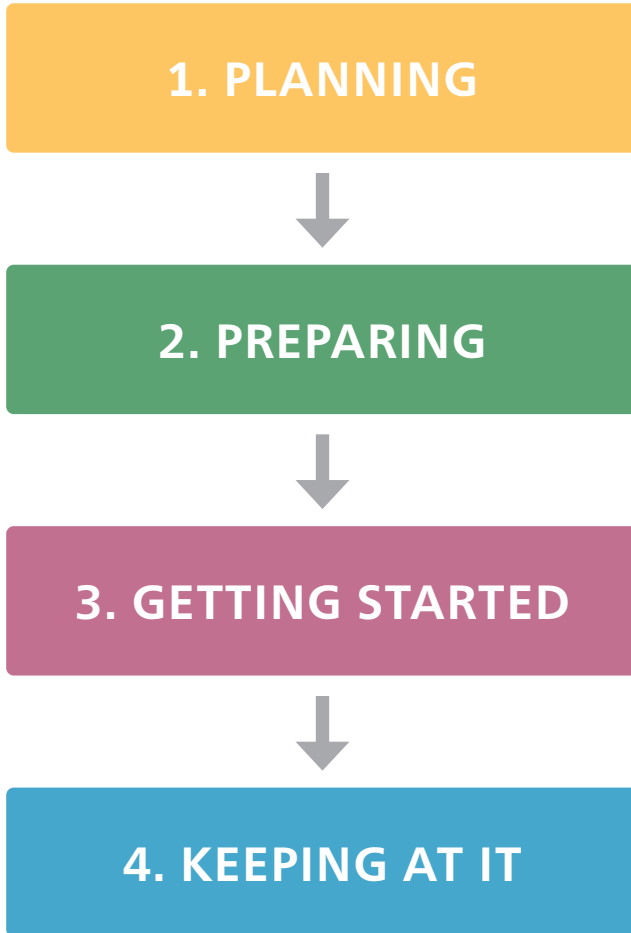 1. PLANNING
2. PREPARING
3. GETTING STARTED
4. KEEPING AT IT